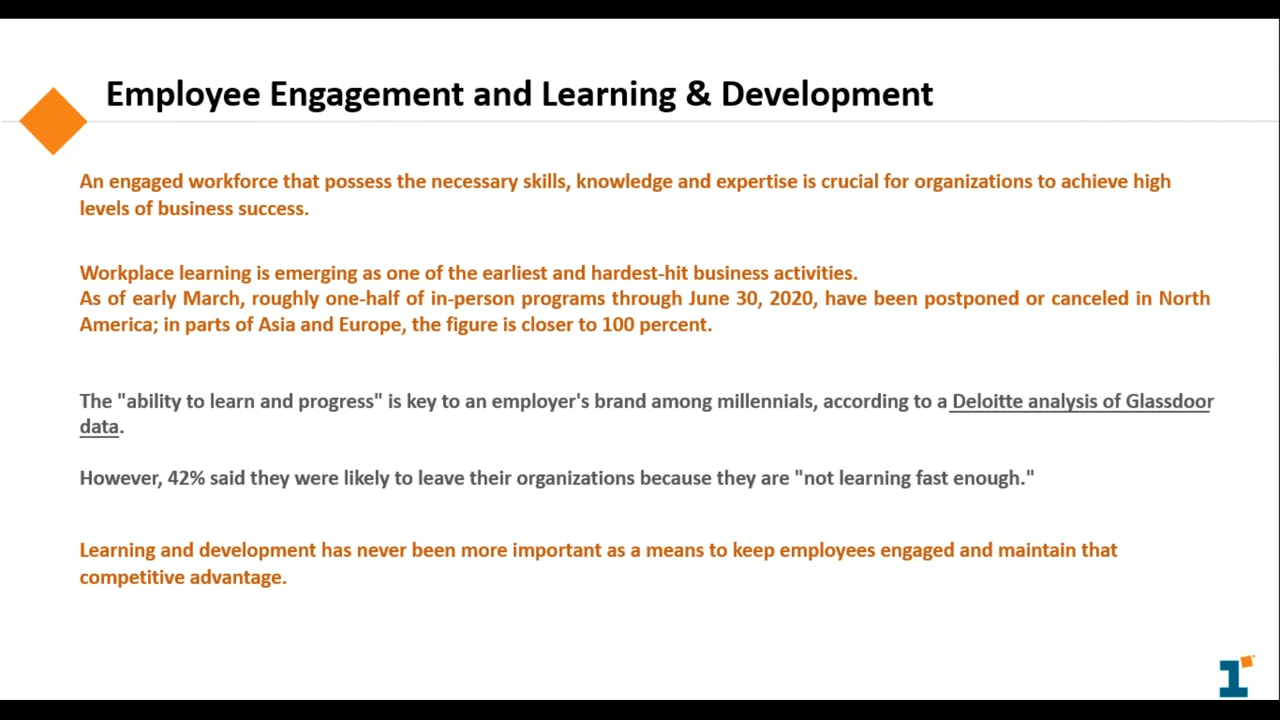 Employee Engagement and Learning & Development
An engaged workforce that possess the necessary skills, knowledge and expertise is crucial for organizations to achieve high
levels of business success.
Workplace learning is emerging as one of the earliest and hardest-hit business activities.
As of early March, roughly one-half of in-person programs through June 30, 2020, have been postponed or canceled in North
America; in parts of Asia and Europe, the figure is closer to 100 percent.
The "ability to learn and progress" is key to an employer's brand among millennials, according to a Deloitte analysis of Glassdoor
data.
However, 42% said they were likely to leave their organizations because they are "not learning fast enough."
Learning and development has never been more important as a means to keep employees engaged and maintain that
competitive advantage.
1